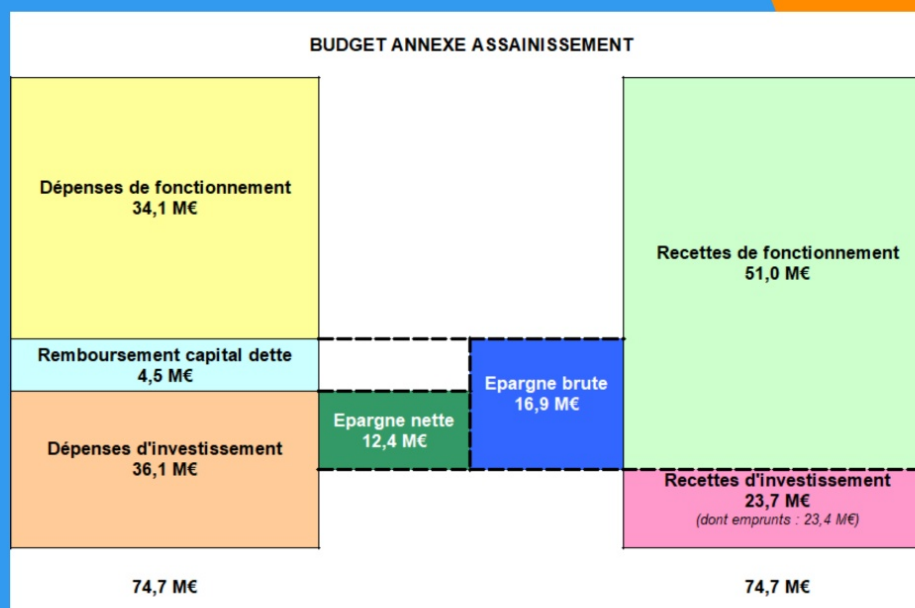 BUDGET ANNEXE ASSAINISSEMENT
Dépenses de fonctionnement
34,1 M€
Remboursement capital dette
4,5 M€
Dépenses d'investissement
36,1 M€
74,7 M€
Epargne nette
12,4 M€
Epargne brute
16,9 M€
Recettes de fonctionnement
51,0 M€
Recettes d'investissement
23,7 M€
(dont emprunts : 23,4 M€)
74,7 M€